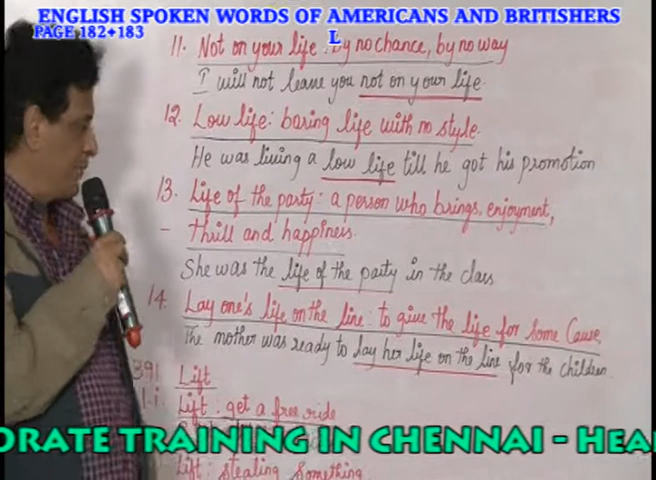 ENGLISH SPOKEN WORDS OF AMERICANS AND BRITISHERS
PAGE 182+183
L
11. Not on your life : By no chance, by no way
I will not leave you not on your life.
12. Low life : boring life with no style.
He was living a low life till he got his promotion
13. Life of the party : a person who brings, enjoyment,
- thrill and happiness.
She was the life of the party in the class
14. Lay one's life on the line : to give the life for some Cause,
The mother was ready to lay her life on the line for the children.
391 Lift
1.i. Lift : get a free ride
ORATE TRAINING IN CHENNAI - HEA
Lift : stealing something